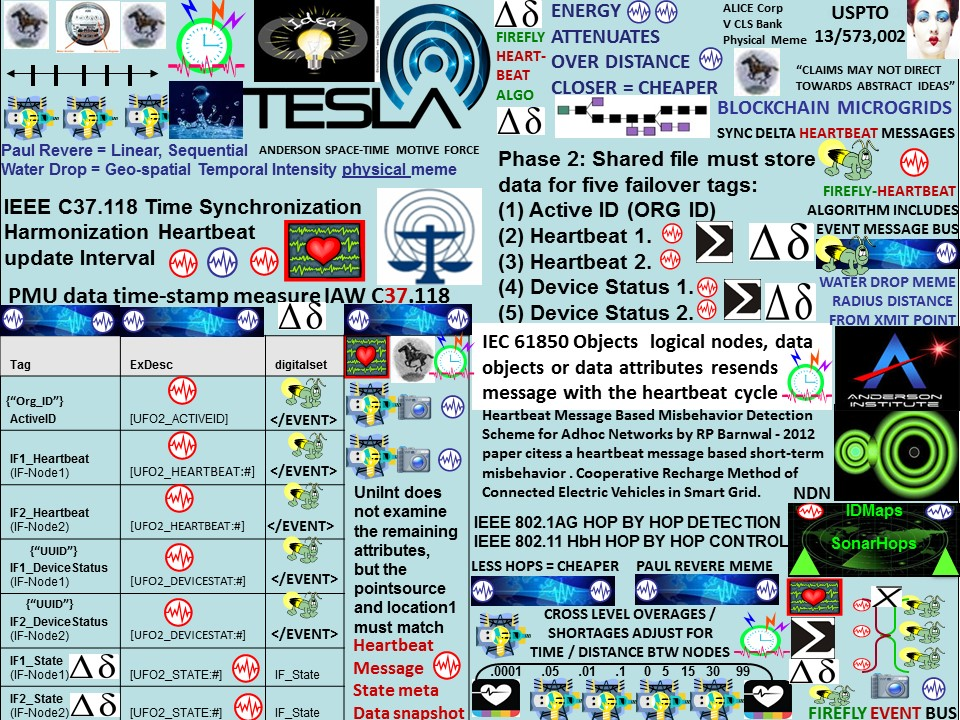 Idea
TESLA
ANDERSON SPACE-TIME MOTIVE FORCE
Paul Revere = Linear, Sequential
Water Drop = Geo-spatial Temporal Intensity physical meme
IEEE C37.118 Time Synchronization
Harmonization Heartbeat
update Interval
PMU data time-stamp measure IAW C37.118
Δδ
FIREFLY
HEART-
BEAT
ALGO
Δδ
ENERGY
ATTENUATES
OVER DISTANCE
CLOSER = CHEAPER
ALICE Corp
V CLS Bank
Physical Meme
USPTO
13/573,002
“CLAIMS MAY NOT DIRECT
TOWARDS ABSTRACT IDEAS”
BLOCKCHAIN MICROGRIDS
SYNC DELTA HEARTBEAT MESSAGES
Phase 2: Shared file must store
data for five failover tags:
(1) Active ID (ORG ID)
(2) Heartbeat 1.
(3) Heartbeat 2.
(4) Device Status 1.
(5) Device Status 2.
Σ Δδ
Σ Δδ
FIREFLY-HEARTBEAT
ALGORITHM INCLUDES
EVENT MESSAGE BUS
WATER DROP MEME
RADIUS DISTANCE
FROM XMIT POINT
Δδ
Tag ExDesc digitalset
{“Org_ID”}
ActiveID [UFO2_ACTIVEID] </EVENT>
IF1_Heartbeat
(IF-Node1) [UFO2_HEARTBEAT:#] </EVENT>
IF2_Heartbeat
(IF-Node2) [UFO2_HEARTBEAT:#] </EVENT>
{“UUID”}
IF1_DeviceStatus
(IF-Node1) [UFO2_DEVICESTAT:#] </EVENT>
{“UUID”}
IF2_DeviceStatus
(IF-Node2) [UFO2_DEVICESTAT:#] </EVENT>
IF1_State
(IF-Node1) Δδ [UFO2_STATE:#] IF_State
IF2_State
(IF-Node2) Δδ [UFO2_STATE:#] IF_State
UniInt does
not examine
the remaining
attributes,
but the
pointsource
and location1
must match
Heartbeat
Message
State meta
Data snapshot
IEC 61850 Objects logical nodes, data
objects or data attributes resends
message with the heartbeat cycle
ANDERSON
INSTITUTE
Heartbeat Message Based Misbehavior Detection
Scheme for Adhoc Networks by RP Barnwal - 2012
paper citess a heartbeat message based short-term
misbehavior . Cooperative Recharge Method of
Connected Electric Vehicles in Smart Grid.
NDN
IEEE 802.1AG HOP BY HOP DETECTION
IEEE 802.11 HbH HOP BY HOP CONTROL
IDMaps
SonarHops
LESS HOPS = CHEAPER
PAUL REVERE MEME
CROSS LEVEL OVERAGES /
SHORTAGES ADJUST FOR
TIME / DISTANCE BTW NODES
.0001 .05 .01 .1 0 5 15 30 99
Σ
Δδ
FIREFLY EVENT BUS